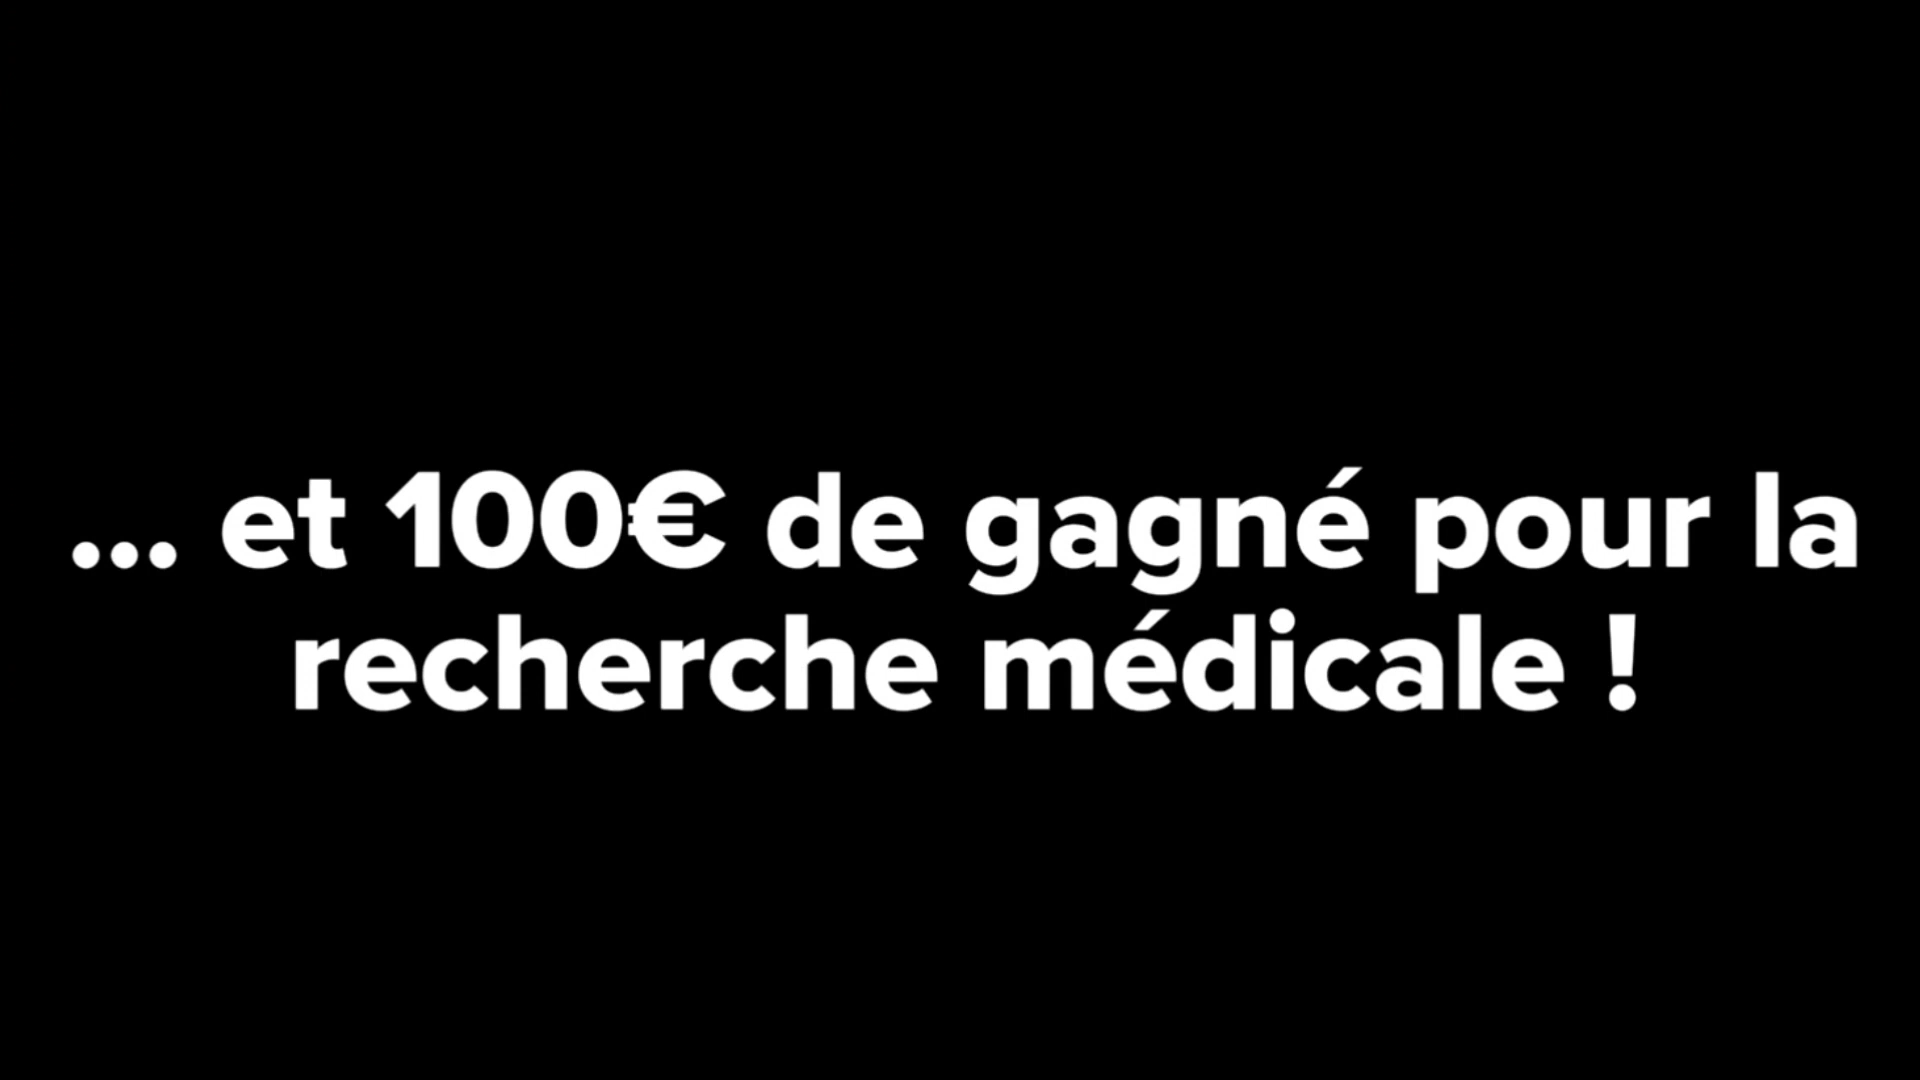 ... et 100€ de gagné pour la
recherche médicale !